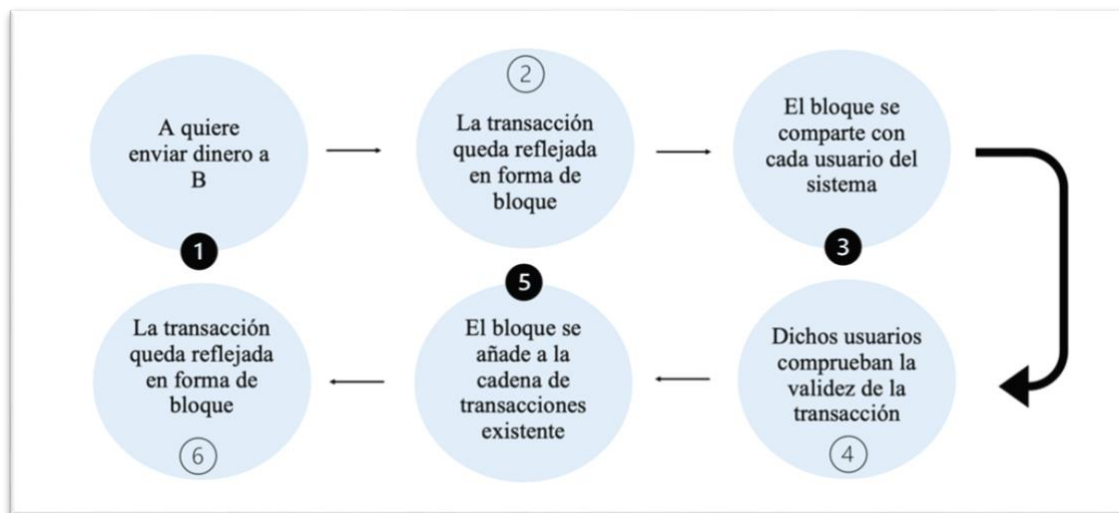 A quiere
enviar dinero a
B
1
2
La transacción
queda reflejada
en forma de
bloque
El bloque se
comparte con
cada usuario del
sistema
3
Dichos usuarios
comprueban la
validez de la
transacción
4
5
El bloque se
añade a la
cadena de
transacciones
existente
La transacción
queda reflejada
en forma de
bloque
6